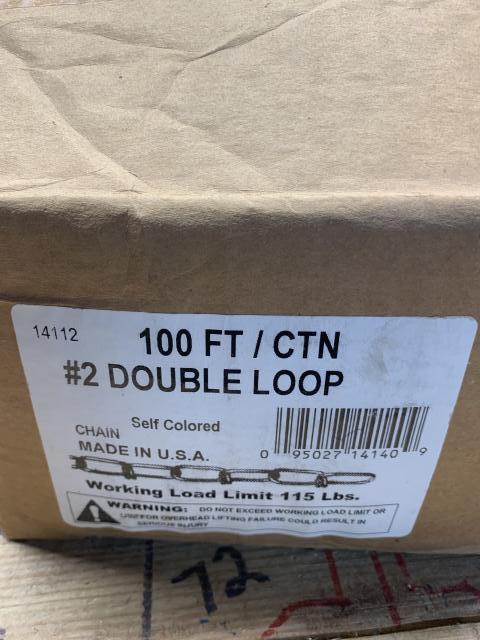 14112
100 FT / CTN
#2 DOUBLE LOOP
Self Colored
CHAIN
MADE IN U.S.A.
0 95027 14140 9
Working Load Limit 115 Lbs.
WARNING: DO NOT EXCEED WORKING LOAD LIMIT OR
USE FOR OVERHEAD LIFTING FAILURE COULD RESULT IN
SERIOUS INJURY
72